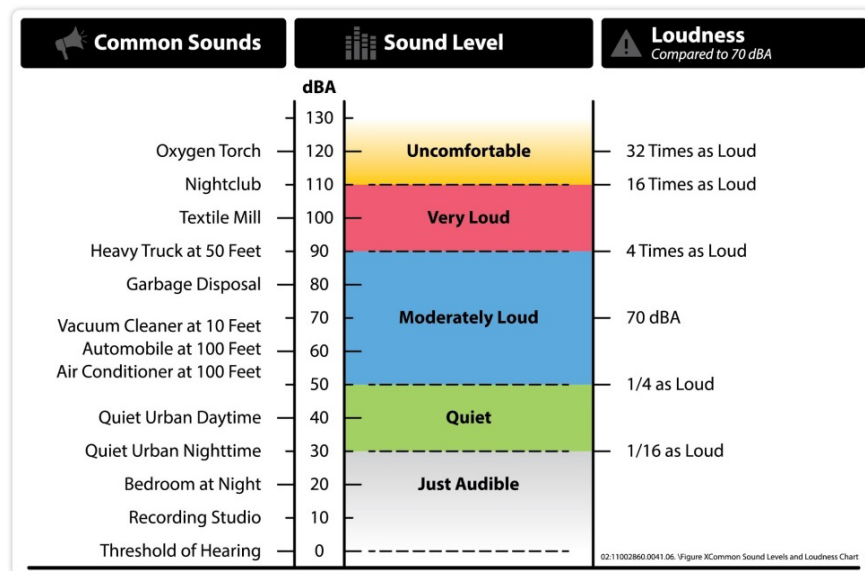 Common Sounds
Sound Level
Loudness
Compared to 70 dBA
dBA
130
Oxygen Torch 120 Uncomfortable 32 Times as Loud
Nightclub 110 16 Times as Loud
Textile Mill 100 Very Loud
Heavy Truck at 50 Feet 90 4 Times as Loud
Garbage Disposal 80
Vacuum Cleaner at 10 Feet 70 Moderately Loud 70 dBA
Automobile at 100 Feet 60
Air Conditioner at 100 Feet
50 1/4 as Loud
Quiet Urban Daytime 40 Quiet
Quiet Urban Nighttime 30 1/16 as Loud
Bedroom at Night 20 Just Audible
Recording Studio 10
Threshold of Hearing 0
02:11002860.0041.06. \Figure XCommon Sound Levels and Loudness Chart